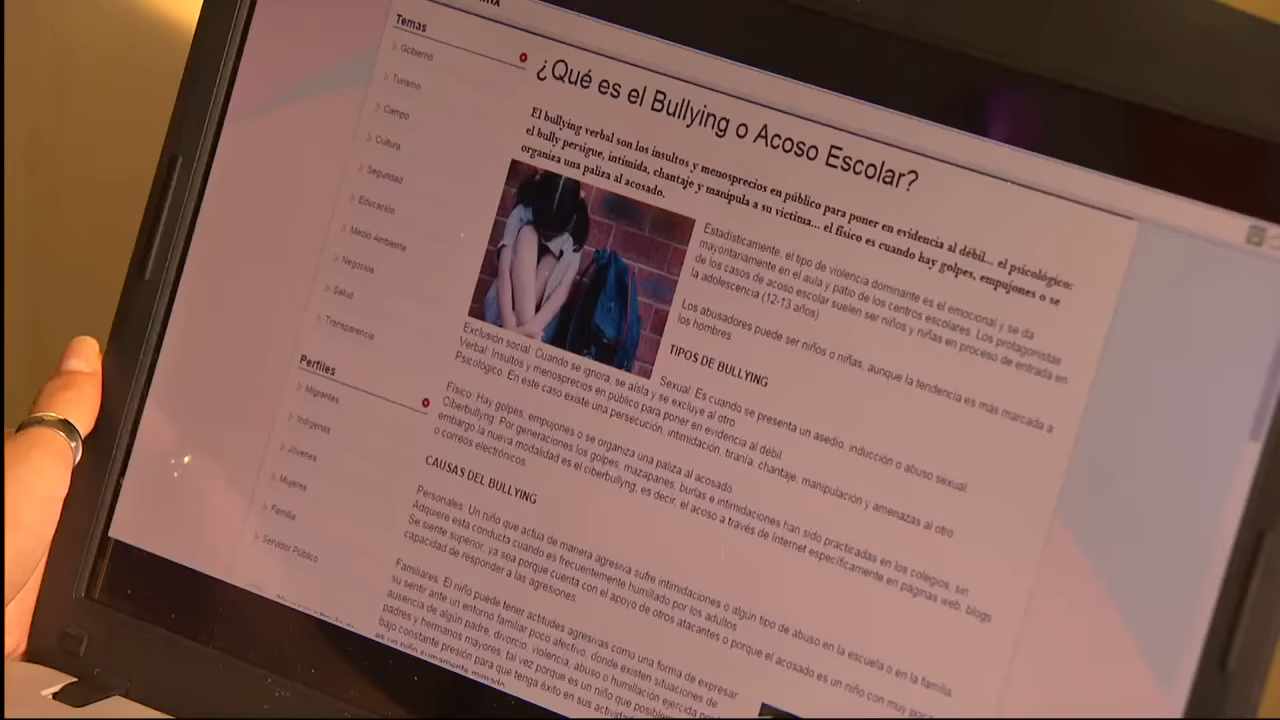 Temas
Gobierno
Turismo
Campo
Cultura
Seguridad
Educación
Medio Ambiente
Negocios
Salud
Transparencia
Perfiles
Migrantes
Indígenas
Jóvenes
Mujeres
Familia
Servidor Público
¿Qué es el Bullying o Acoso Escolar?
El bullying verbal son los insultos y menosprecios en público para poner en evidencia al débil... el psicológico:
el bully persigue, intimida, chantaje y manipula a su victima... el físico es cuando hay golpes, empujones o se
organiza una paliza al acosado.
Estadísticamente, el tipo de violencia dominante es el emocional y se da
mayoritariamente en el aula y patio de los centros escolares. Los protagonistas
de los casos de acoso escolar suelen ser niños y niñas en proceso de entrada en
la adolescencia (12-13 años)
Los abusadores puede ser niños o niñas, aunque la tendencia es más marcada a
los hombres.
TIPOS DE BULLYING
Sexual: Es cuando se presenta un asedio, inducción o abuso sexual.
Exclusión social: Cuando se ignora, se aísla y se excluye al otro.
Verbal: Insultos y menosprecios en público para poner en evidencia al débil.
Psicológico: En este caso existe una persecución, intimidación, tiranía, chantaje, manipulación y amenazas al otro
Físico: Hay golpes, empujones o se organiza una paliza al acosado.
Ciberbullyng: Por generaciones los golpes, mazapanes, burlas e intimidaciones han sido practicadas en los colegios, sin
embargo la nueva modalidad es el ciberbullyng, es decir, el acoso a través de Internet específicamente en páginas web, blogs
o correos electrónicos.
CAUSAS DEL BULLYING
Personales: Un niño que actua de manera agresiva sufre intimidaciones o algún tipo de abuso en la escuela o en la familia.
Adquiere esta conducta cuando es frecuentemente humillado por los adultos
Se siente superior, ya sea porque cuenta con el apoyo de otros atacantes o porque el acosado es un niño con muy
capacidad de responder a las agresiones.
Familiares. El niño puede tener actitudes agresivas como una forma de expresar
su sentir ante un entorno familiar poco afectivo, donde existen situaciones de
ausencia de algún padre, divorcio, violencia, abuso o humillación ejercida
padres y hermanos mayores; tal vez porque es un niño que
bajo constante presión para que tenga éxito en sus